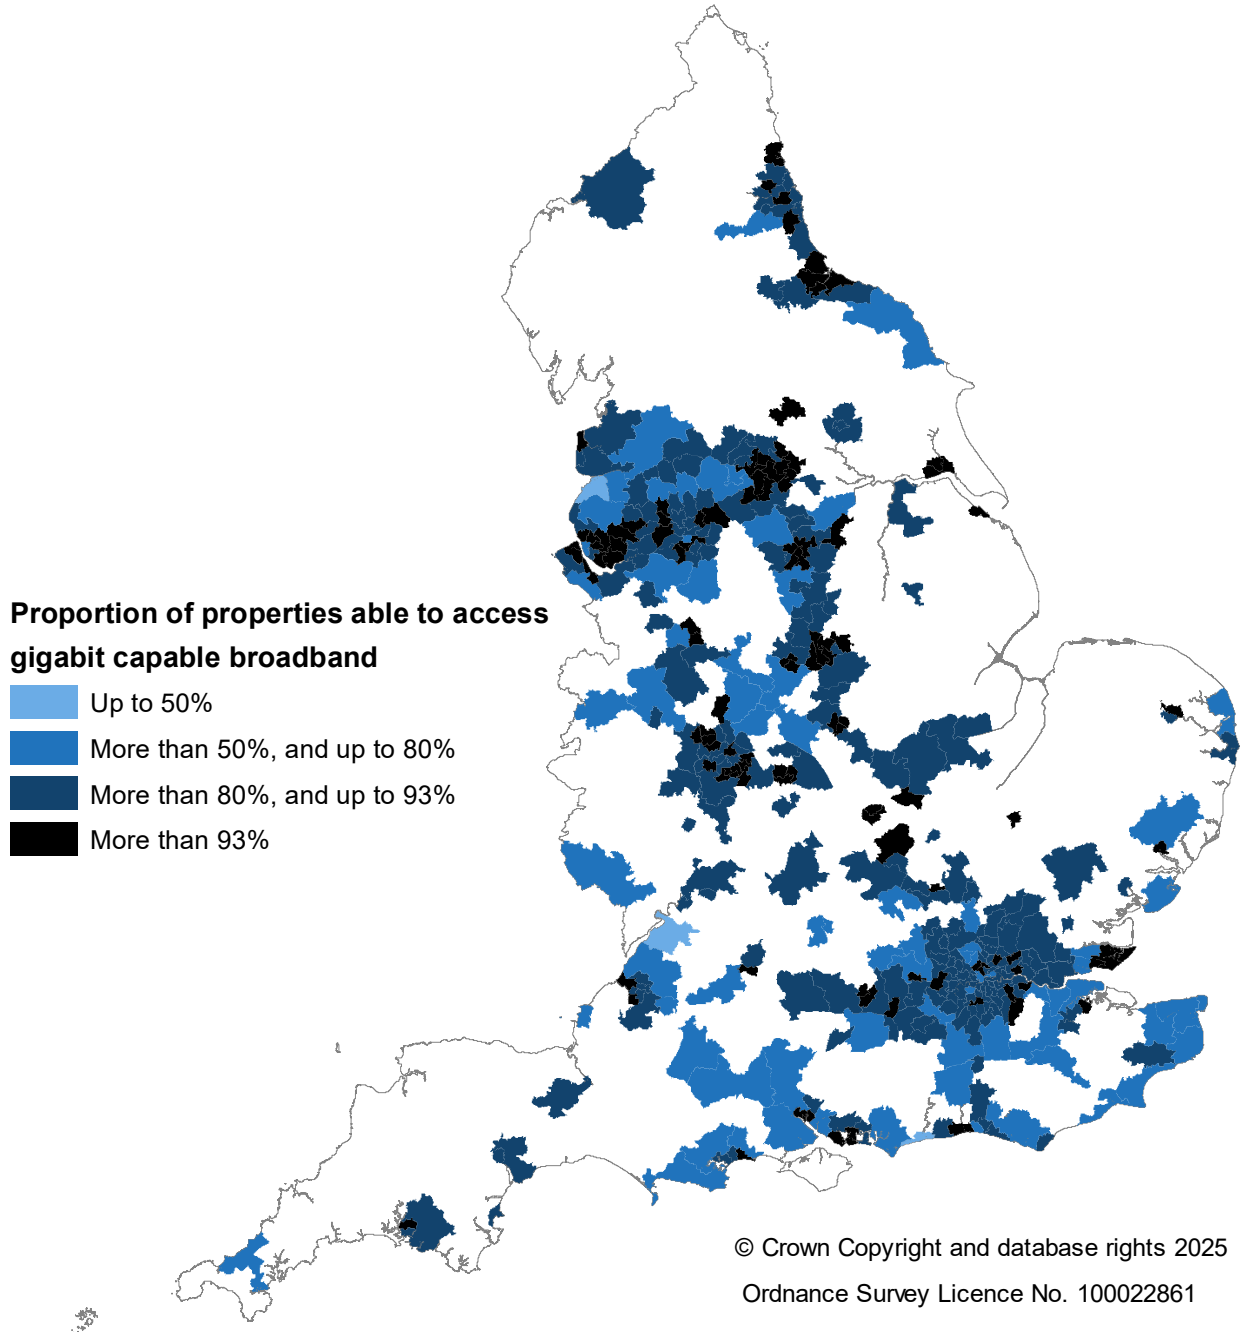 Proportion of properties able to access
gigabit capable broadband
Up to 50%
More than 50%, and up to 80%
More than 80%, and up to 93%
More than 93%
© Crown Copyright and database rights 2025
Ordnance Survey Licence No. 100022861